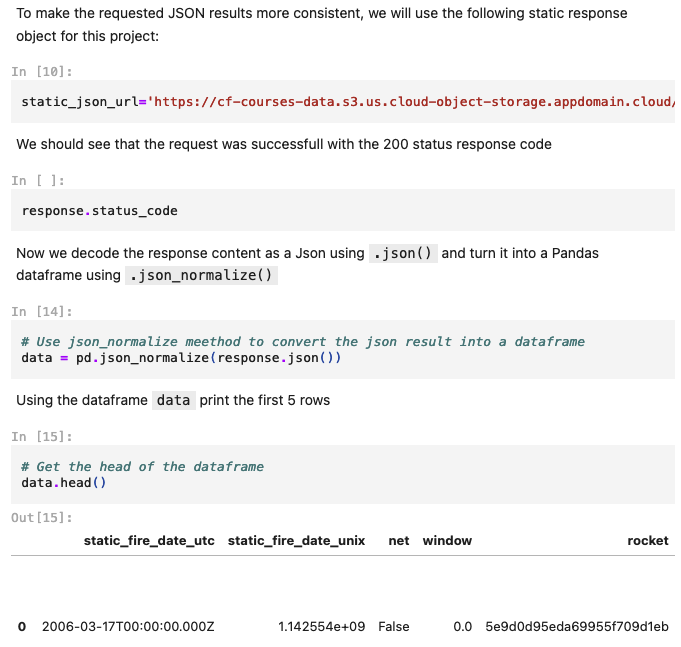 To make the requested JSON results more consistent, we will use the following static response
object for this project:
In [10]:
static_json_url='https://cf-courses-data.s3.us.cloud-object-storage.appdomain.cloud/
We should see that the request was successfull with the 200 status response code
In [ ]:
response.status_code
Now we decode the response content as a Json using .json() and turn it into a Pandas
dataframe using .json_normalize()
In [14]:
# Use json_normalize meethod to convert the json result into a dataframe
data = pd.json_normalize(response.json())
Using the dataframe data print the first 5 rows
In [15]:
# Get the head of the dataframe
data.head()
Out[15]:
static_fire_date_utc static_fire_date_unix net window rocket
0 2006-03-17T00:00:00.000Z 1.142554e+09 False 0.0 5e9d0d95eda69955f709d1eb